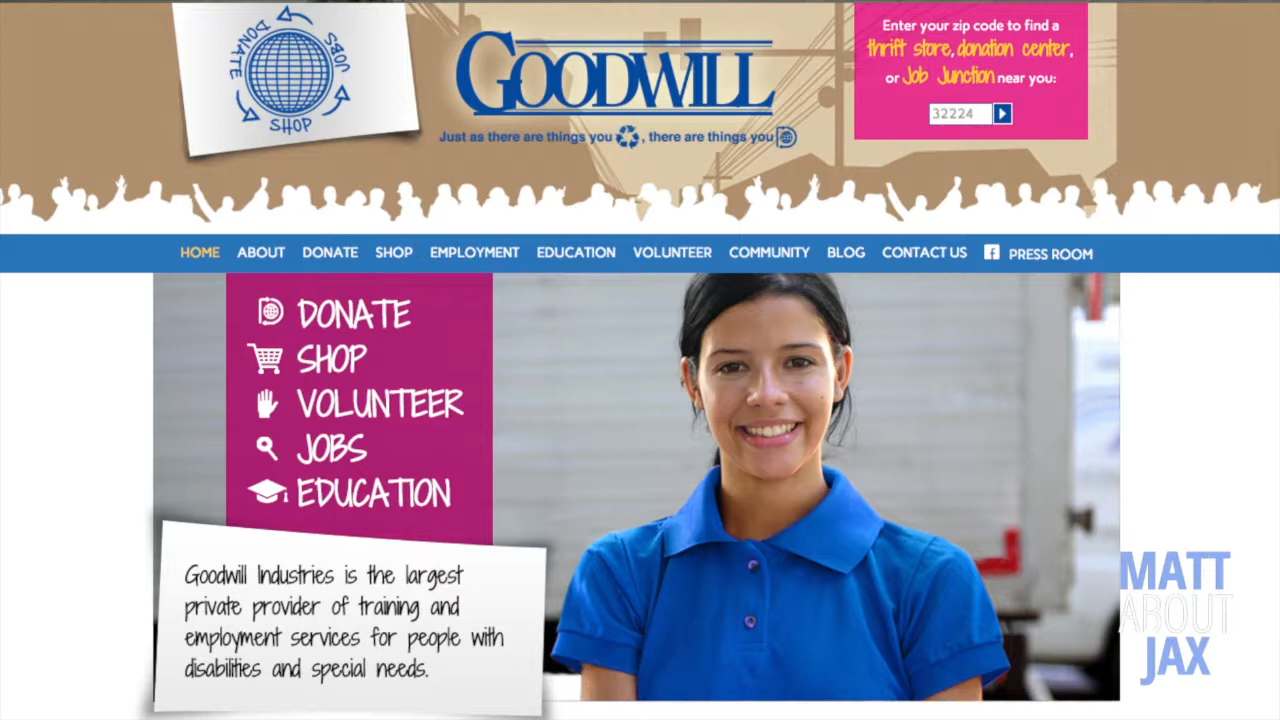 DONATE
JOBS
SHOP
GOODWILL
Just as there are things you , there are things you
Enter your zip code to find a
thrift store, donation center,
or Job Junction near you:
32224
HOME ABOUT DONATE SHOP EMPLOYMENT EDUCATION VOLUNTEER COMMUNITY BLOG CONTACT US f PRESS ROOM
DONATE
SHOP
VOLUNTEER
JOBS
EDUCATION
Goodwill Industries is the largest
private provider of training and
employment services for people with
disabilities and special needs.
MATT
ABOUT
JAX